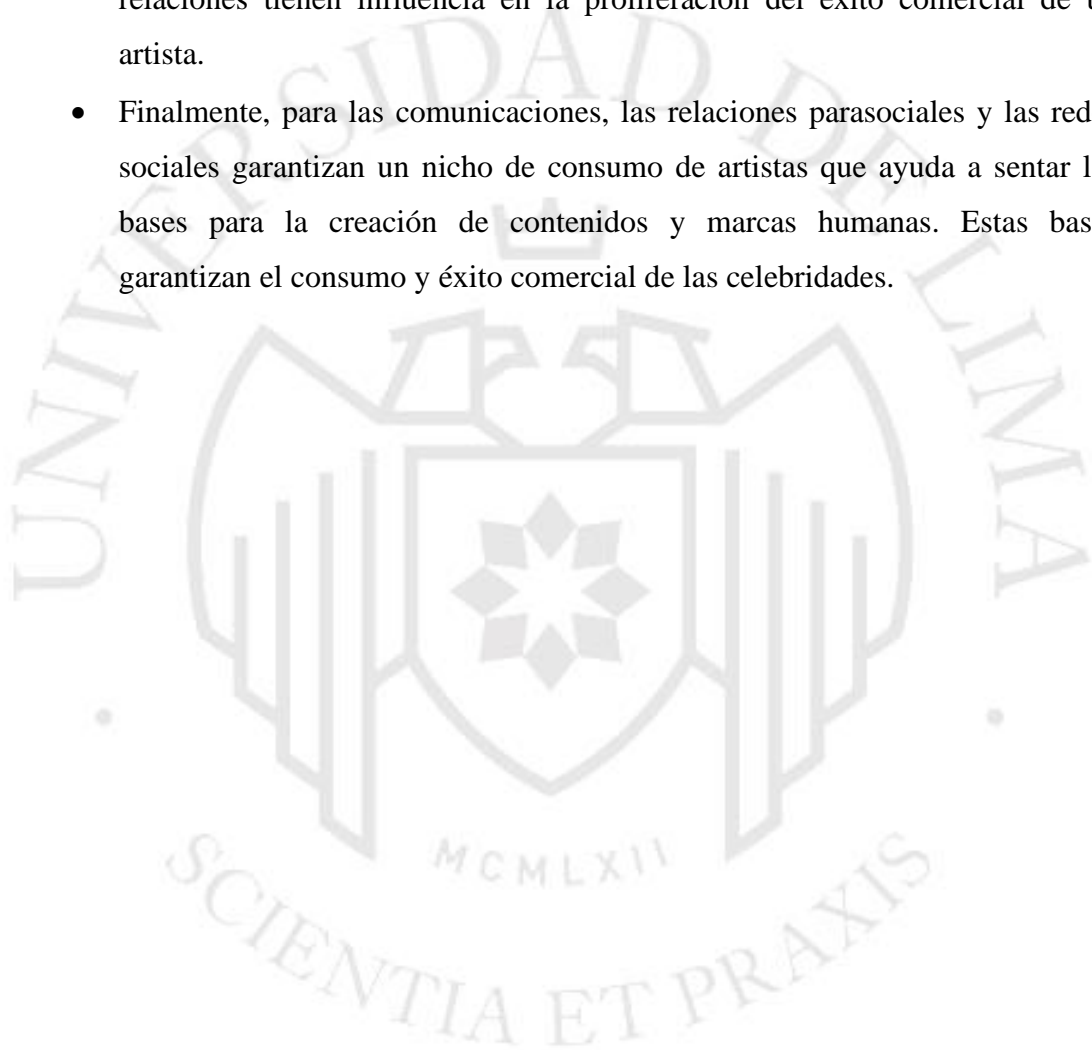 relaciones tienen influencia en la proliferación del éxito comercial de
artista.
• Finalmente, para las comunicaciones, las relaciones parasociales y las red
sociales garantizan un nicho de consumo de artistas que ayuda a sentar l
bases para la creación de contenidos y marcas humanas. Estas bas
garantizan el consumo y éxito comercial de las celebridades.
UNIVERSIDAD DE LIMA
MCMLXII
SCIENTIA ET PRAXIS